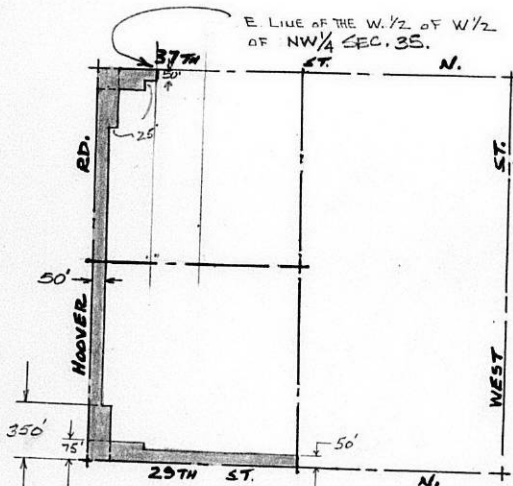 E. LINE OF THE W. 1/2 OF W 1/2
OF NW 1/4 SEC. 35.
37TH ST. N.
50'
25'
RD.
ST.
50'
HOOVER
WEST
350'
75'
50'
29TH ST. N.